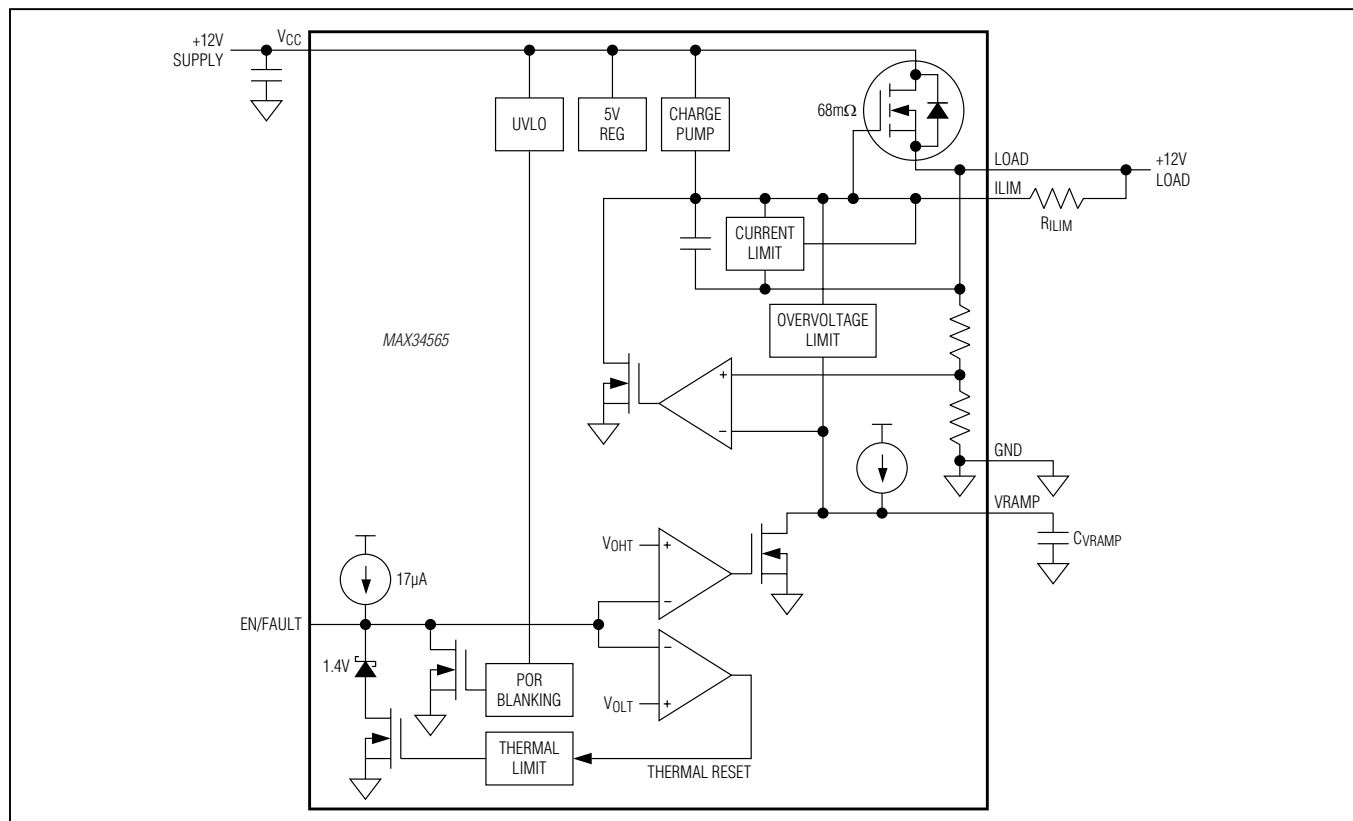 +12V
SUPPLY
VCC
UVLO
5V
REG
CHARGE
PUMP
68mΩ
LOAD
+12V
LOAD
ILIM
RILIM
CURRENT
LIMIT
OVERVOLTAGE
LIMIT
MAX34565
+
−
GND
VRAMP
CVRAMP
VOHT
+
−
17µA
EN/FAULT
1.4V
POR
BLANKING
−
VOLT
+
THERMAL
LIMIT
THERMAL RESET